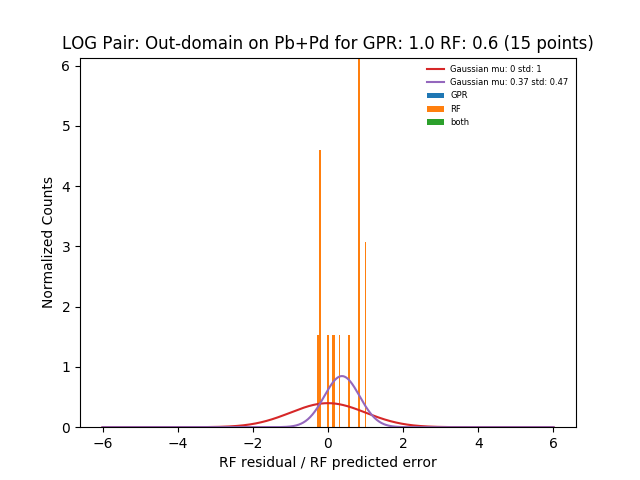 LOG Pair: Out-domain on Pb+Pd for GPR: 1.0 RF: 0.6 (15 points)
Gaussian mu: 0 std: 1
Gaussian mu: 0.37 std: 0.47
GPR
RF
both
Normalized Counts
6
5
4
3
2
1
0
−6 −4 −2 0 2 4 6
RF residual / RF predicted error